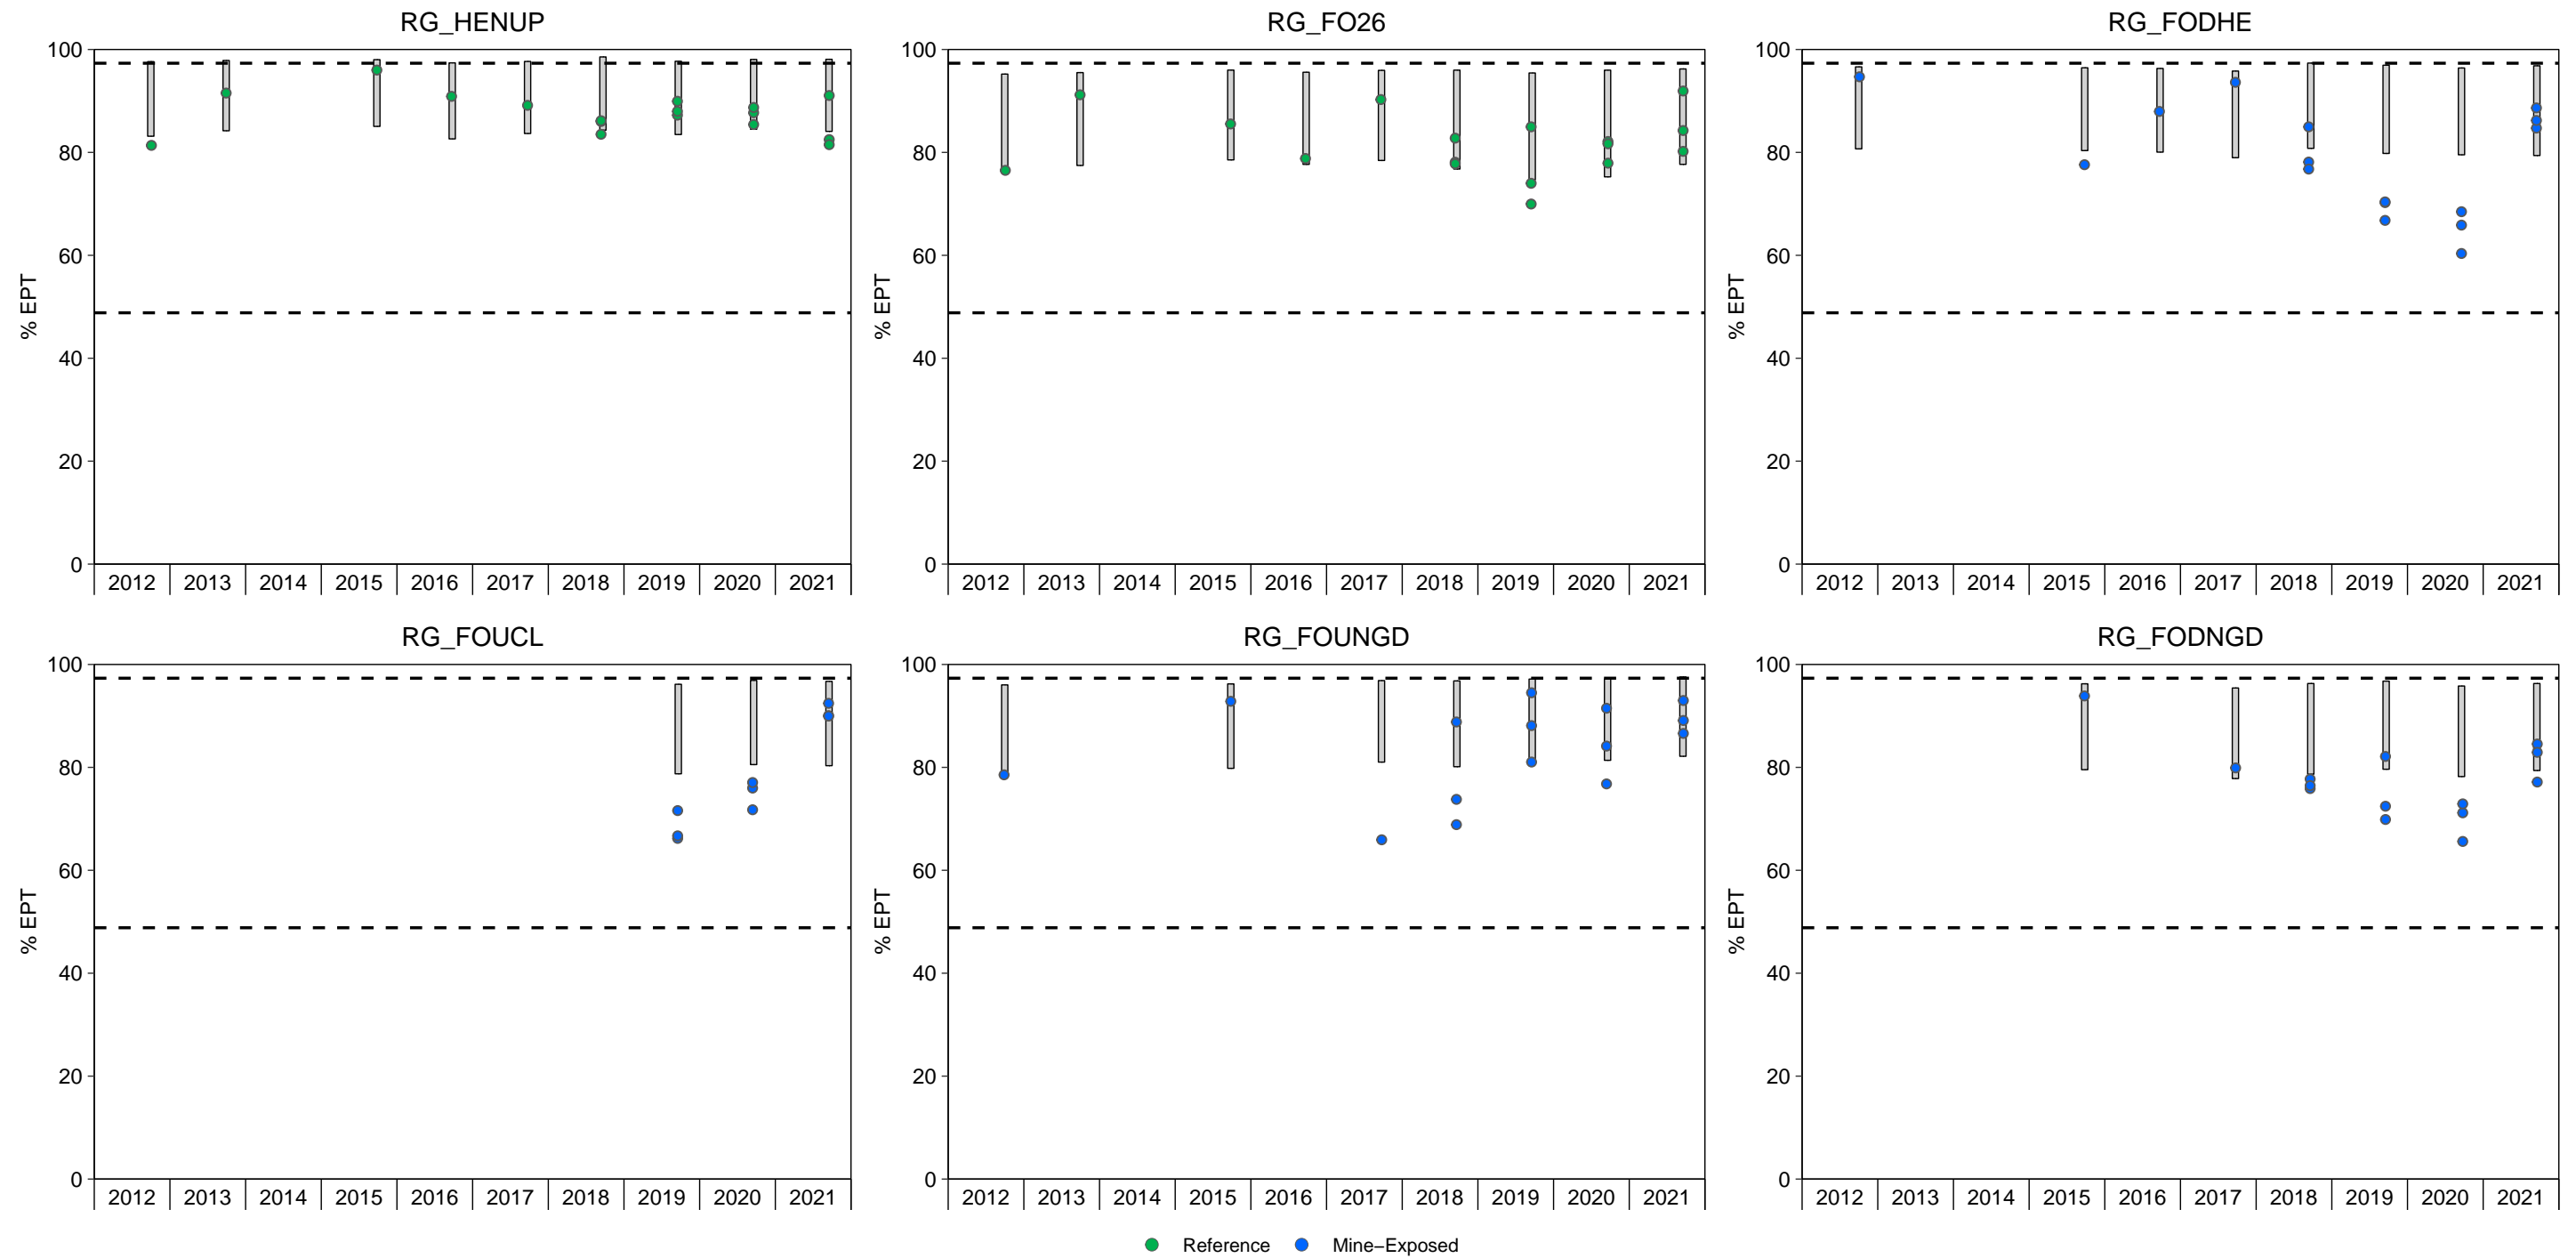 RG_HENUP RG_FO26 RG_FODHE
100 100 100
80 80 80
60 60 60
% EPT % EPT % EPT
40 40 40
20 20 20
0 0 0
2012 2013 2014 2015 2016 2017 2018 2019 2020 2021 2012 2013 2014 2015 2016 2017 2018 2019 2020 2021 2012 2013 2014 2015 2016 2017 2018 2019 2020 2021
RG_FOUCL RG_FOUNGD RG_FODNGD
100 100 100
80 80 80
60 60 60
% EPT % EPT % EPT
40 40 40
20 20 20
0 0 0
2012 2013 2014 2015 2016 2017 2018 2019 2020 2021 2012 2013 2014 2015 2016 2017 2018 2019 2020 2021 2012 2013 2014 2015 2016 2017 2018 2019 2020 2021
Reference Mine−Exposed